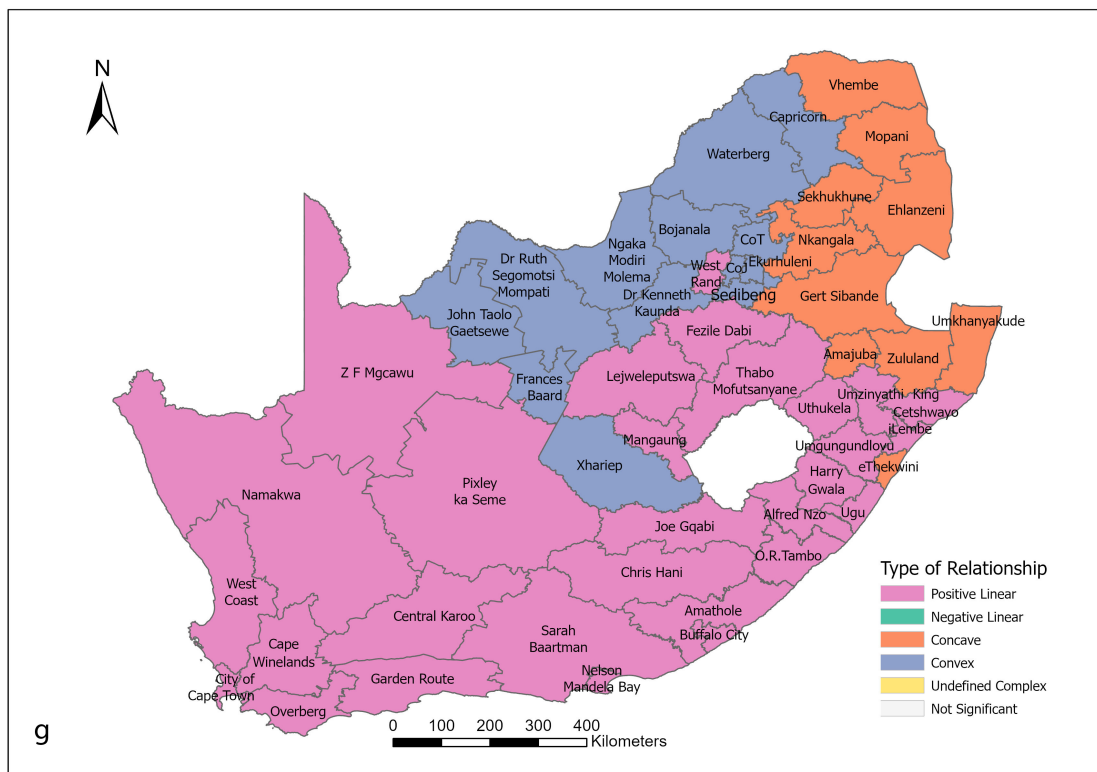 N
Vhembe
Capricorn
Mopani
Waterberg
Sekhukhune
Ehlanzeni
Bojanala
CoT
Nkangala
Ngaka
Modiri
Molema
Dr Ruth
Segomotsi
Mompati
West
Rand
CoJ
Ekurhuleni
Dr Kenneth
Kaunda
Sedibeng
Gert Sibande
John Taolo
Gaetsewe
Umkhanyakude
Fezile Dabi
Amajuba
Zululand
Z F Mgcawu
Frances
Baard
Lejweleputswa
Thabo
Mofutsanyane
Umzinyathi
King
Cetshwayo
Uthukela
iLembe
Mangaung
Umgungundlovu
Xhariep
eThekwini
Harry
Gwala
Namakwa
Pixley
ka Seme
Alfred Nzo
Ugu
Joe Gqabi
O.R.Tambo
Chris Hani
West
Coast
Central Karoo
Amathole
Buffalo City
Sarah
Baartman
Cape
Winelands
Nelson
Mandela Bay
Garden Route
City of
Cape Town
Overberg
Type of Relationship
Positive Linear
Negative Linear
Concave
Convex
Undefined Complex
Not Significant
0 100 200 300 400
Kilometers
g